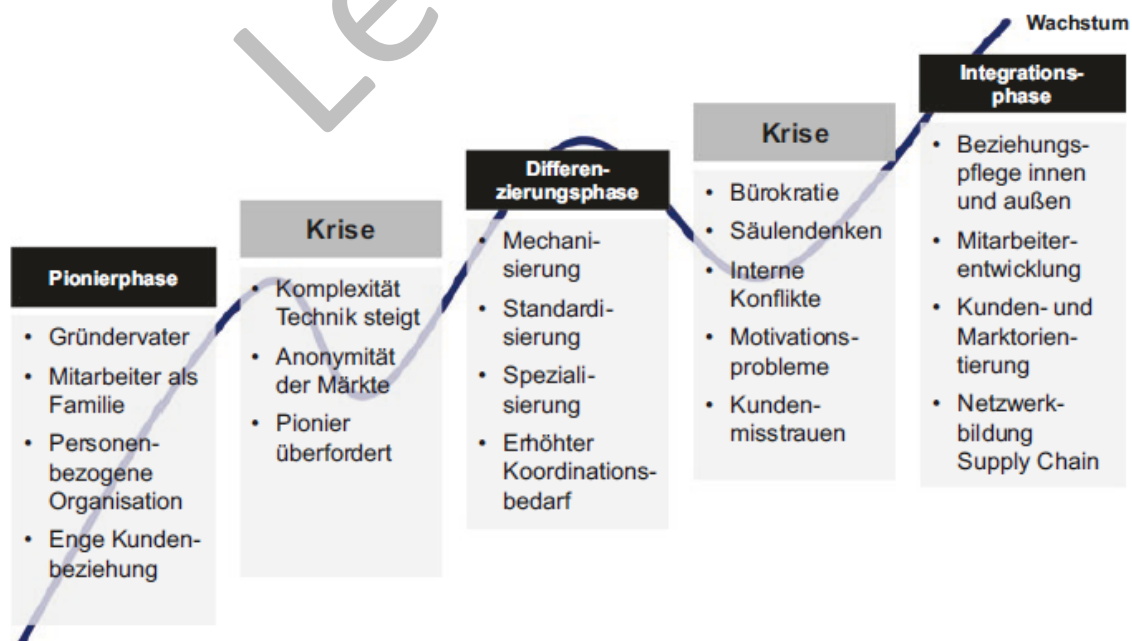 Le
Wachstum
Pionierphase
• Gründervater
• Mitarbeiter als
Familie
• Personen-
bezogene
Organisation
• Enge Kunden-
beziehung
Krise
• Komplexität
Technik steigt
• Anonymität
der Märkte
• Pionier
überfordert
Differen-
zierungsphase
• Mechani-
sierung
• Standardi-
sierung
• Speziali-
sierung
• Erhöhter
Koordinations-
bedarf
Krise
• Bürokratie
• Säulendenken
• Interne
Konflikte
• Motivations-
probleme
• Kunden-
misstrauen
Integrations-
phase
• Beziehungs-
pflege innen
und außen
• Mitarbeiter-
entwicklung
• Kunden- und
Marktorien-
tierung
• Netzwerk-
bildung
Supply Chain